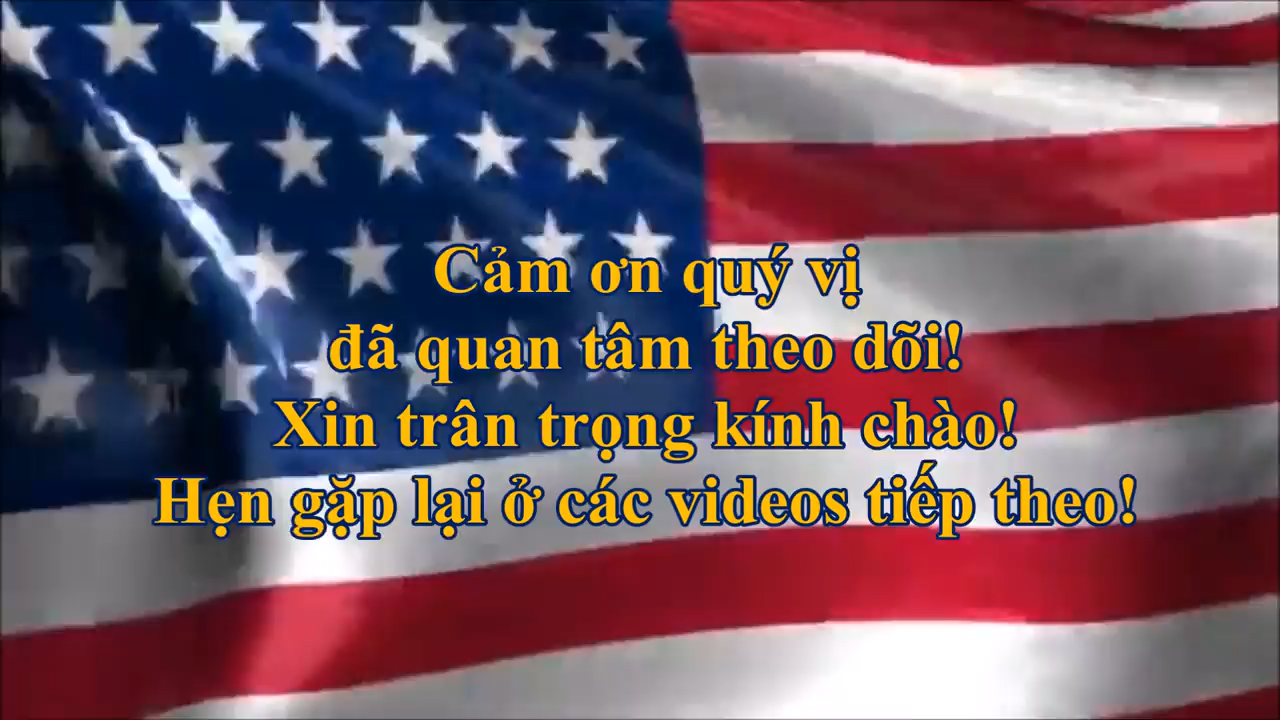 Cảm ơn quý vị
đã quan tâm theo dõi!
Xin trân trọng kính chào!
Hẹn gặp lại ở các videos tiếp theo!